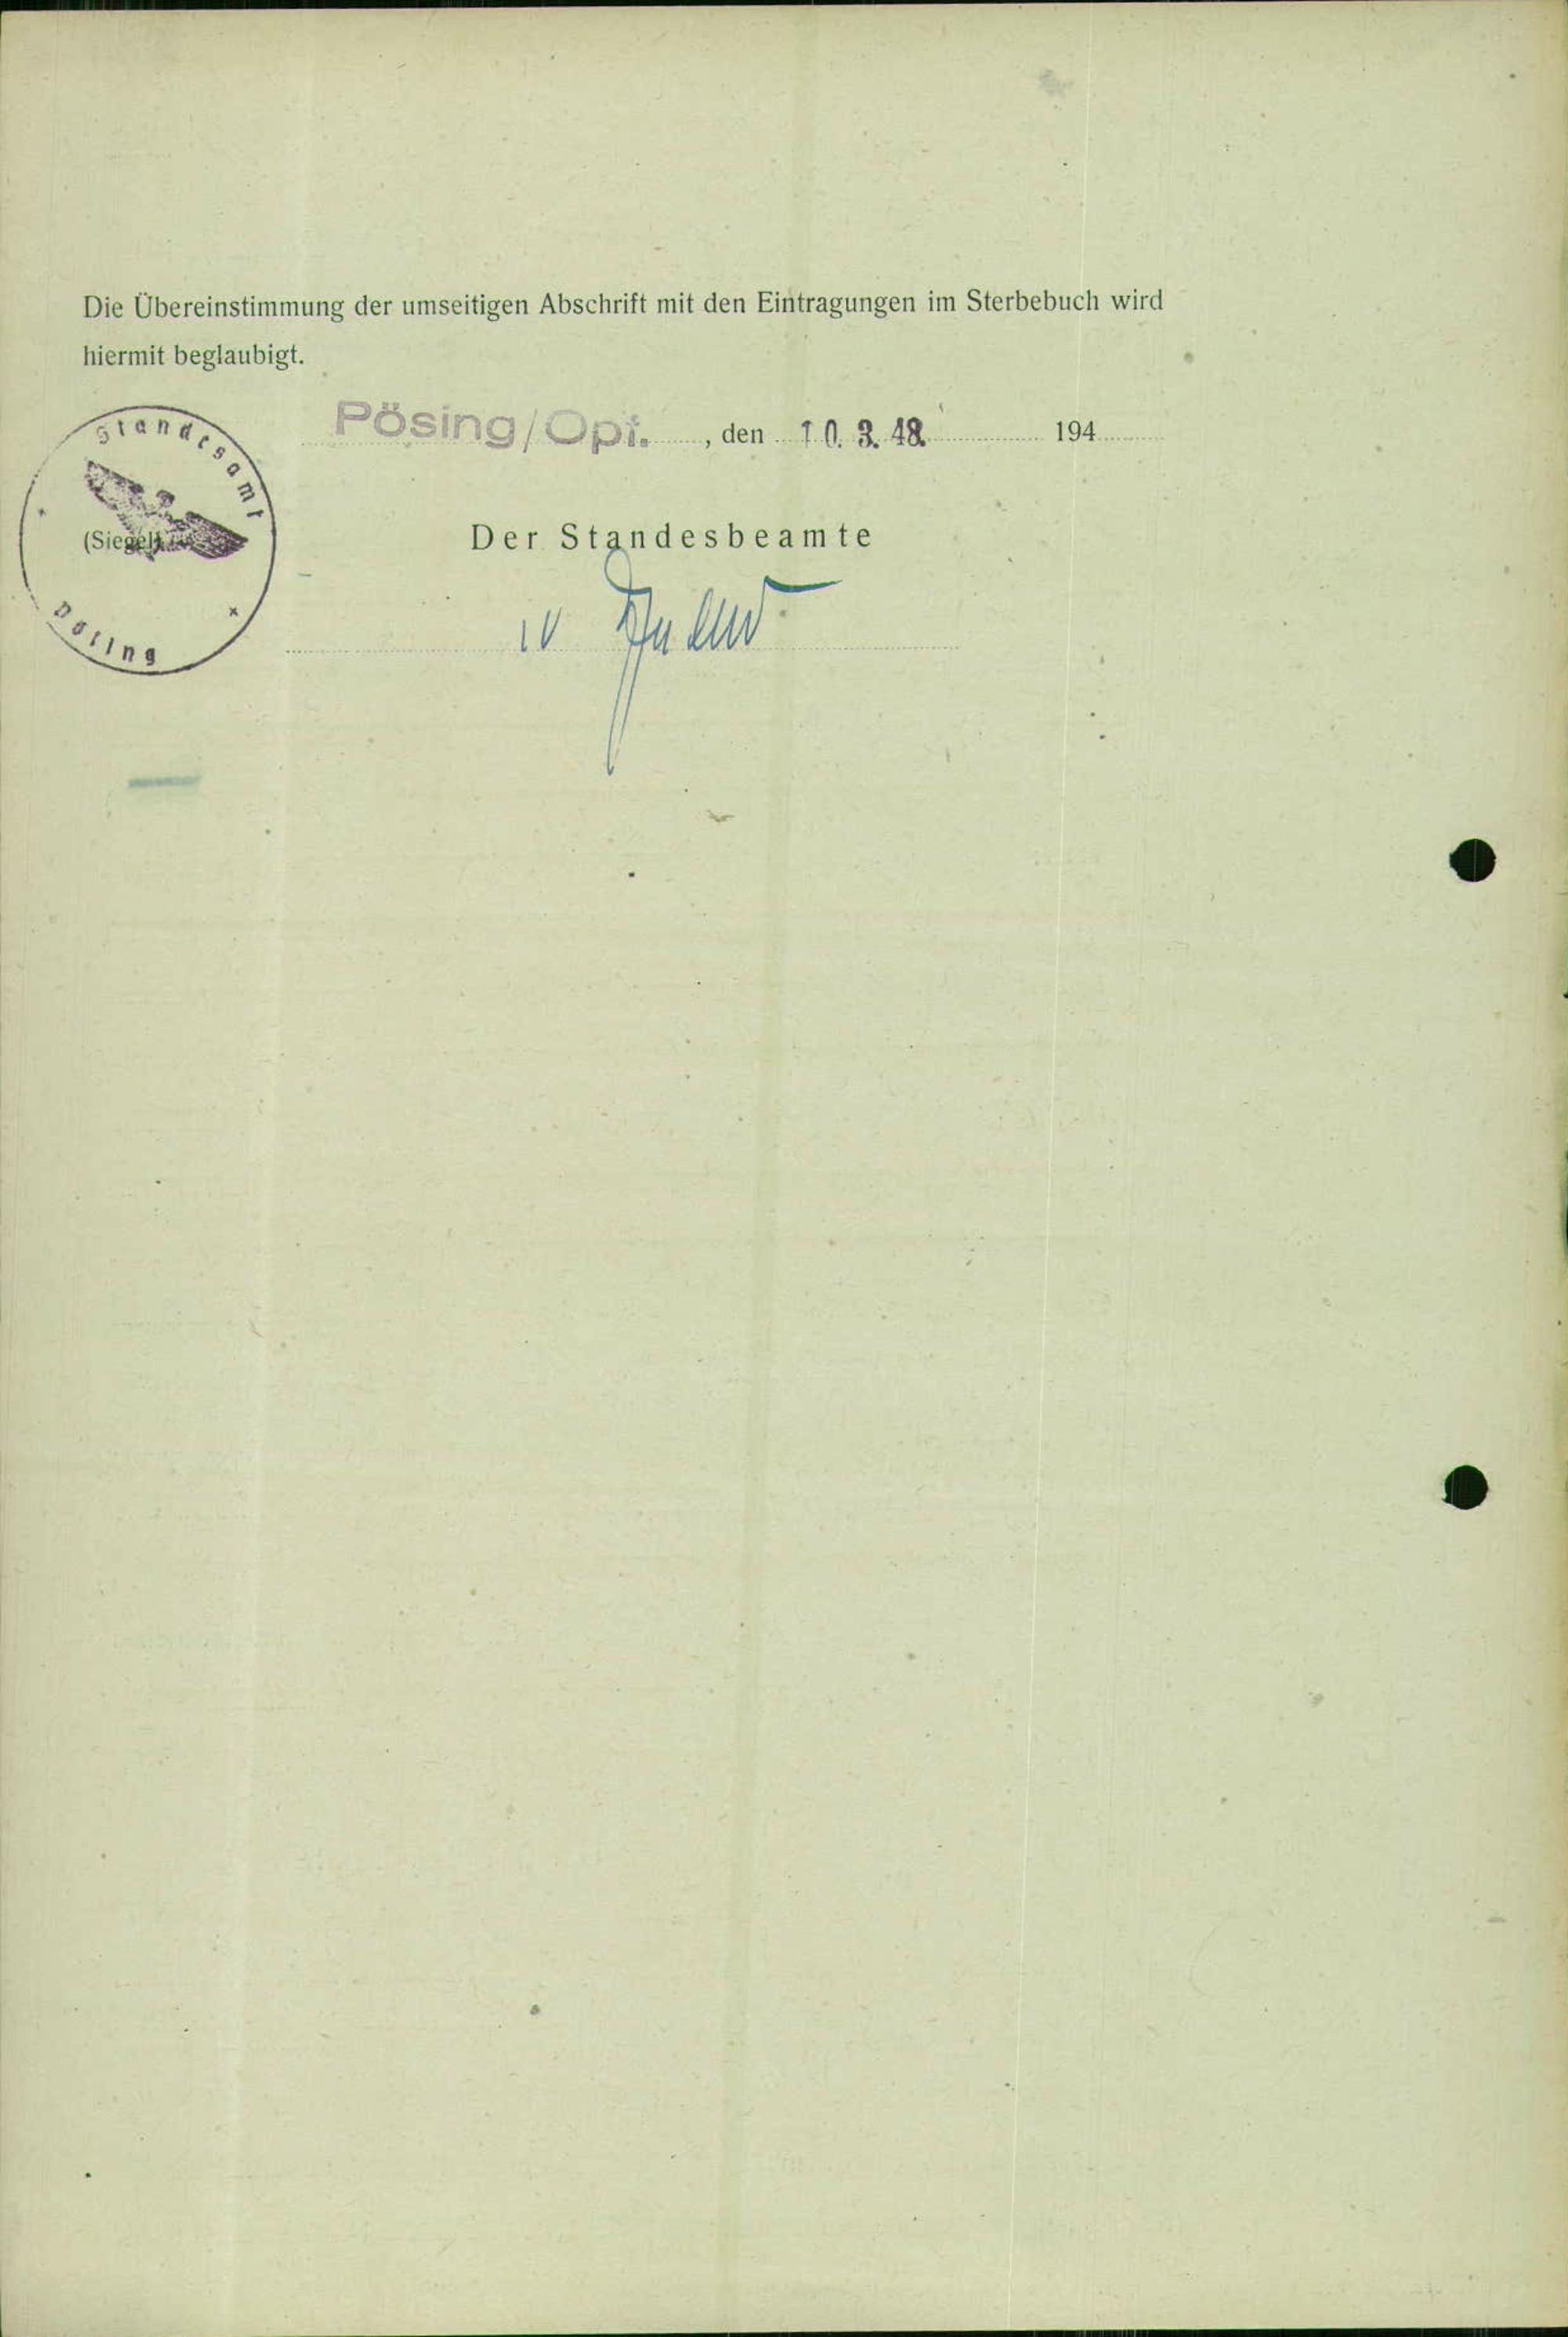 Die Übereinstimmung der umseitigen Abschrift mit den Eintragungen im Sterbebuch wird
hiermit beglaubigt.
Pösing/Opf. , den 10. 3. 48. 194
Standesamt
(Siegel)
Pösing
Der Standesbeamte